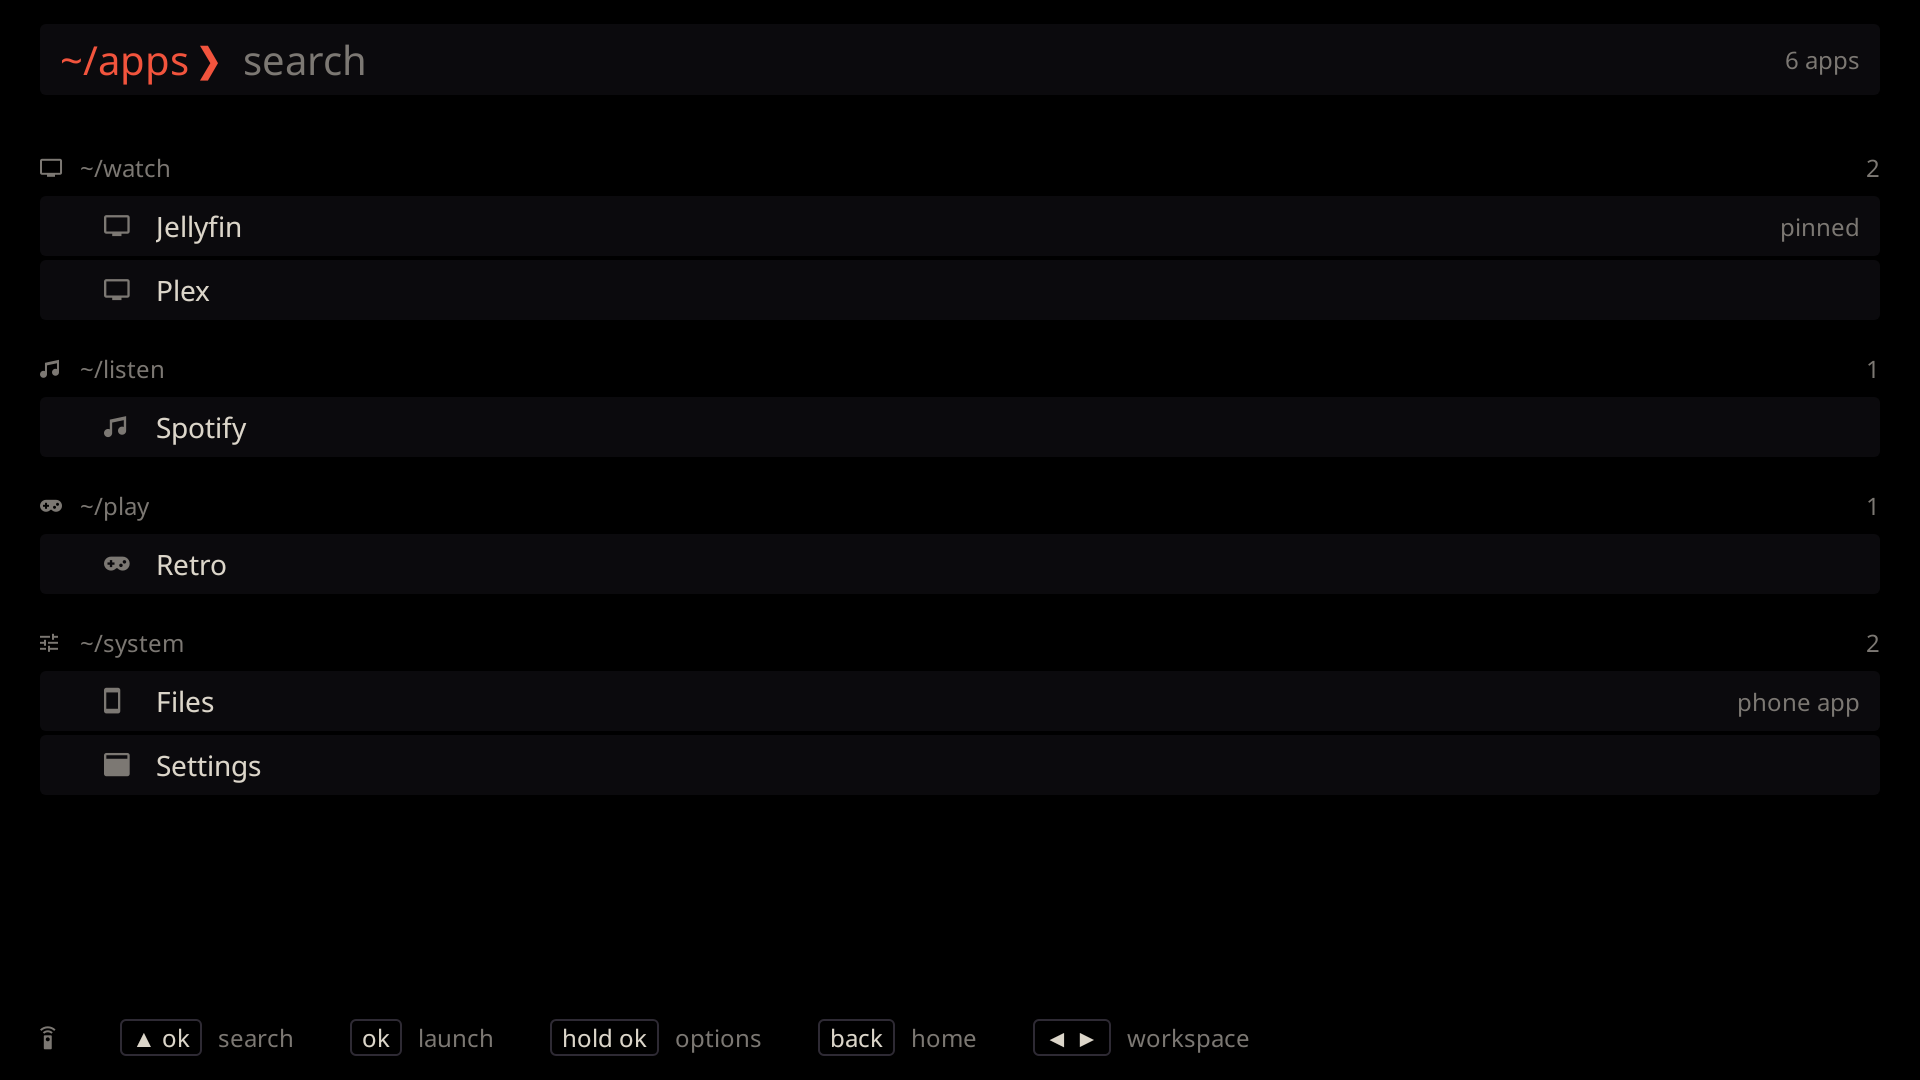 ~/apps ❯ search 6 apps
~/watch 2
Jellyfin pinned
Plex
~/listen 1
Spotify
~/play 1
Retro
~/system 2
Files phone app
Settings
▲ ok search ok launch hold ok options back home ◀ ▶ workspace